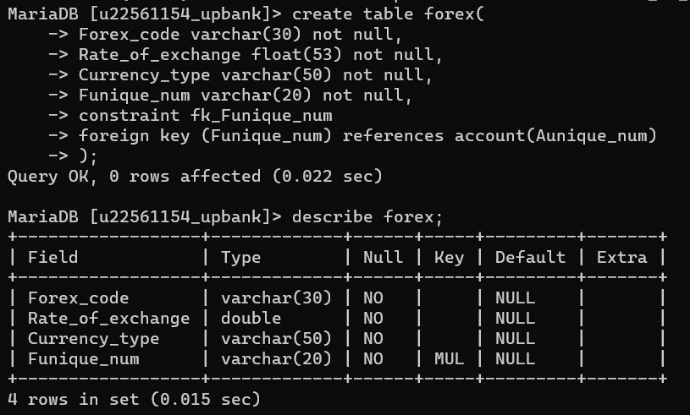 MariaDB [u22561154_upbank]> create table forex(
    -> Forex_code varchar(30) not null,
    -> Rate_of_exchange float(53) not null,
    -> Currency_type varchar(50) not null,
    -> Funique_num varchar(20) not null,
    -> constraint fk_Funique_num
    -> foreign key (Funique_num) references account(Aunique_num)
    -> );
Query OK, 0 rows affected (0.022 sec)

MariaDB [u22561154_upbank]> describe forex;
+------------------+-------------+------+-----+---------+-------+
| Field            | Type        | Null | Key | Default | Extra |
+------------------+-------------+------+-----+---------+-------+
| Forex_code       | varchar(30) | NO   |     | NULL    |       |
| Rate_of_exchange | double      | NO   |     | NULL    |       |
| Currency_type    | varchar(50) | NO   |     | NULL    |       |
| Funique_num      | varchar(20) | NO   | MUL | NULL    |       |
+------------------+-------------+------+-----+---------+-------+
4 rows in set (0.015 sec)